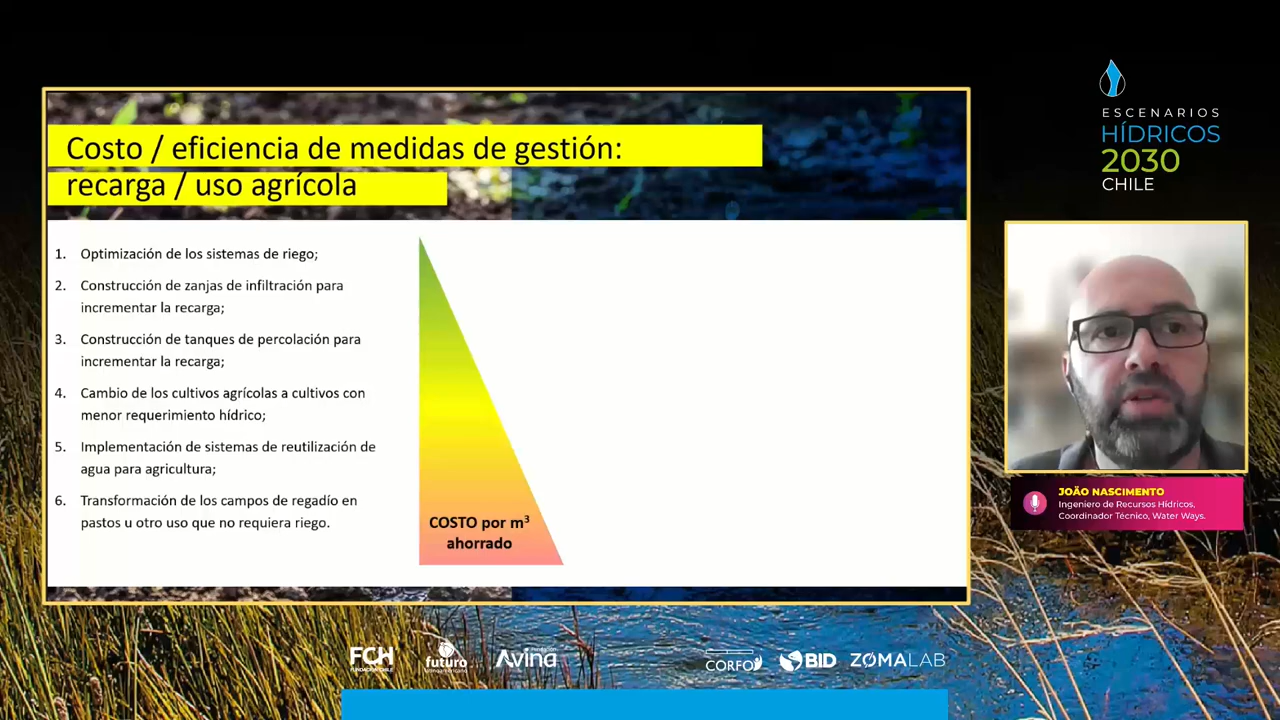 Costo / eficiencia de medidas de gestión:
recarga / uso agrícola
1. Optimización de los sistemas de riego;
2. Construcción de zanjas de infiltración para
incrementar la recarga;
3. Construcción de tanques de percolación para
incrementar la recarga;
4. Cambio de los cultivos agrícolas a cultivos con
menor requerimiento hídrico;
5. Implementación de sistemas de reutilización de
agua para agricultura;
6. Transformación de los campos de regadío en
pastos u otro uso que no requiera riego.
COSTO por m³
ahorrado
ESCENARIOS
HÍDRICOS
2030
CHILE
JOÃO NASCIMENTO
Ingeniero de Recursos Hídricos,
Coordinador Técnico, Water Ways.
FCH
FUNDACIÓN CHILE
futuro
latinoamericano
Avina
CORFO
BID
ZOMALAB